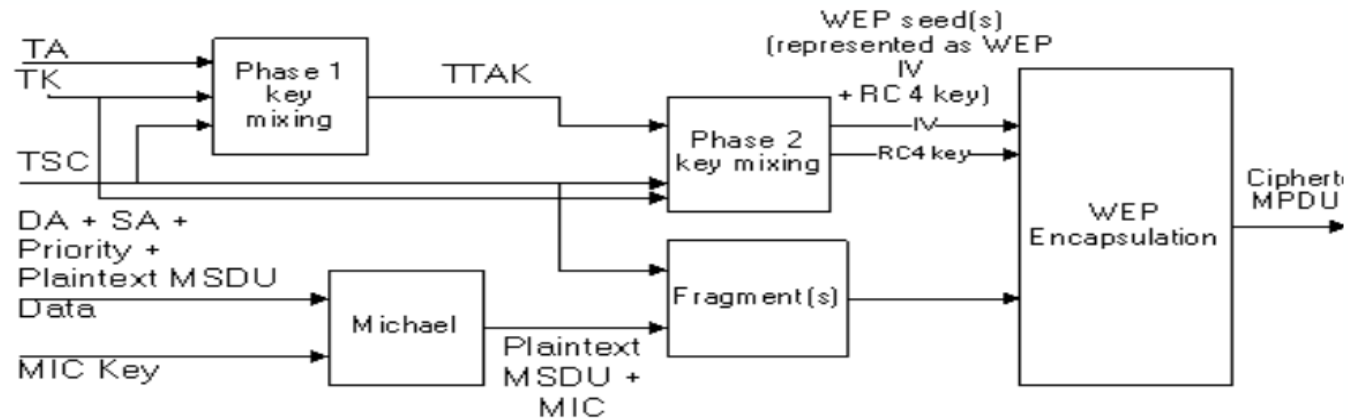 WEP seed(s)
(represented as WEP
IV
+ RC4 key)
TA
TK
Phase 1
key
mixing
TTAK
Phase 2
key mixing
IV
RC4 key
TSC
WEP
Encapsulation
Cipherte
MPDU
DA + SA +
Priority +
Plaintext MSDU
Data
Michael
Fragment(s)
Plaintext
MSDU +
MIC
MIC Key